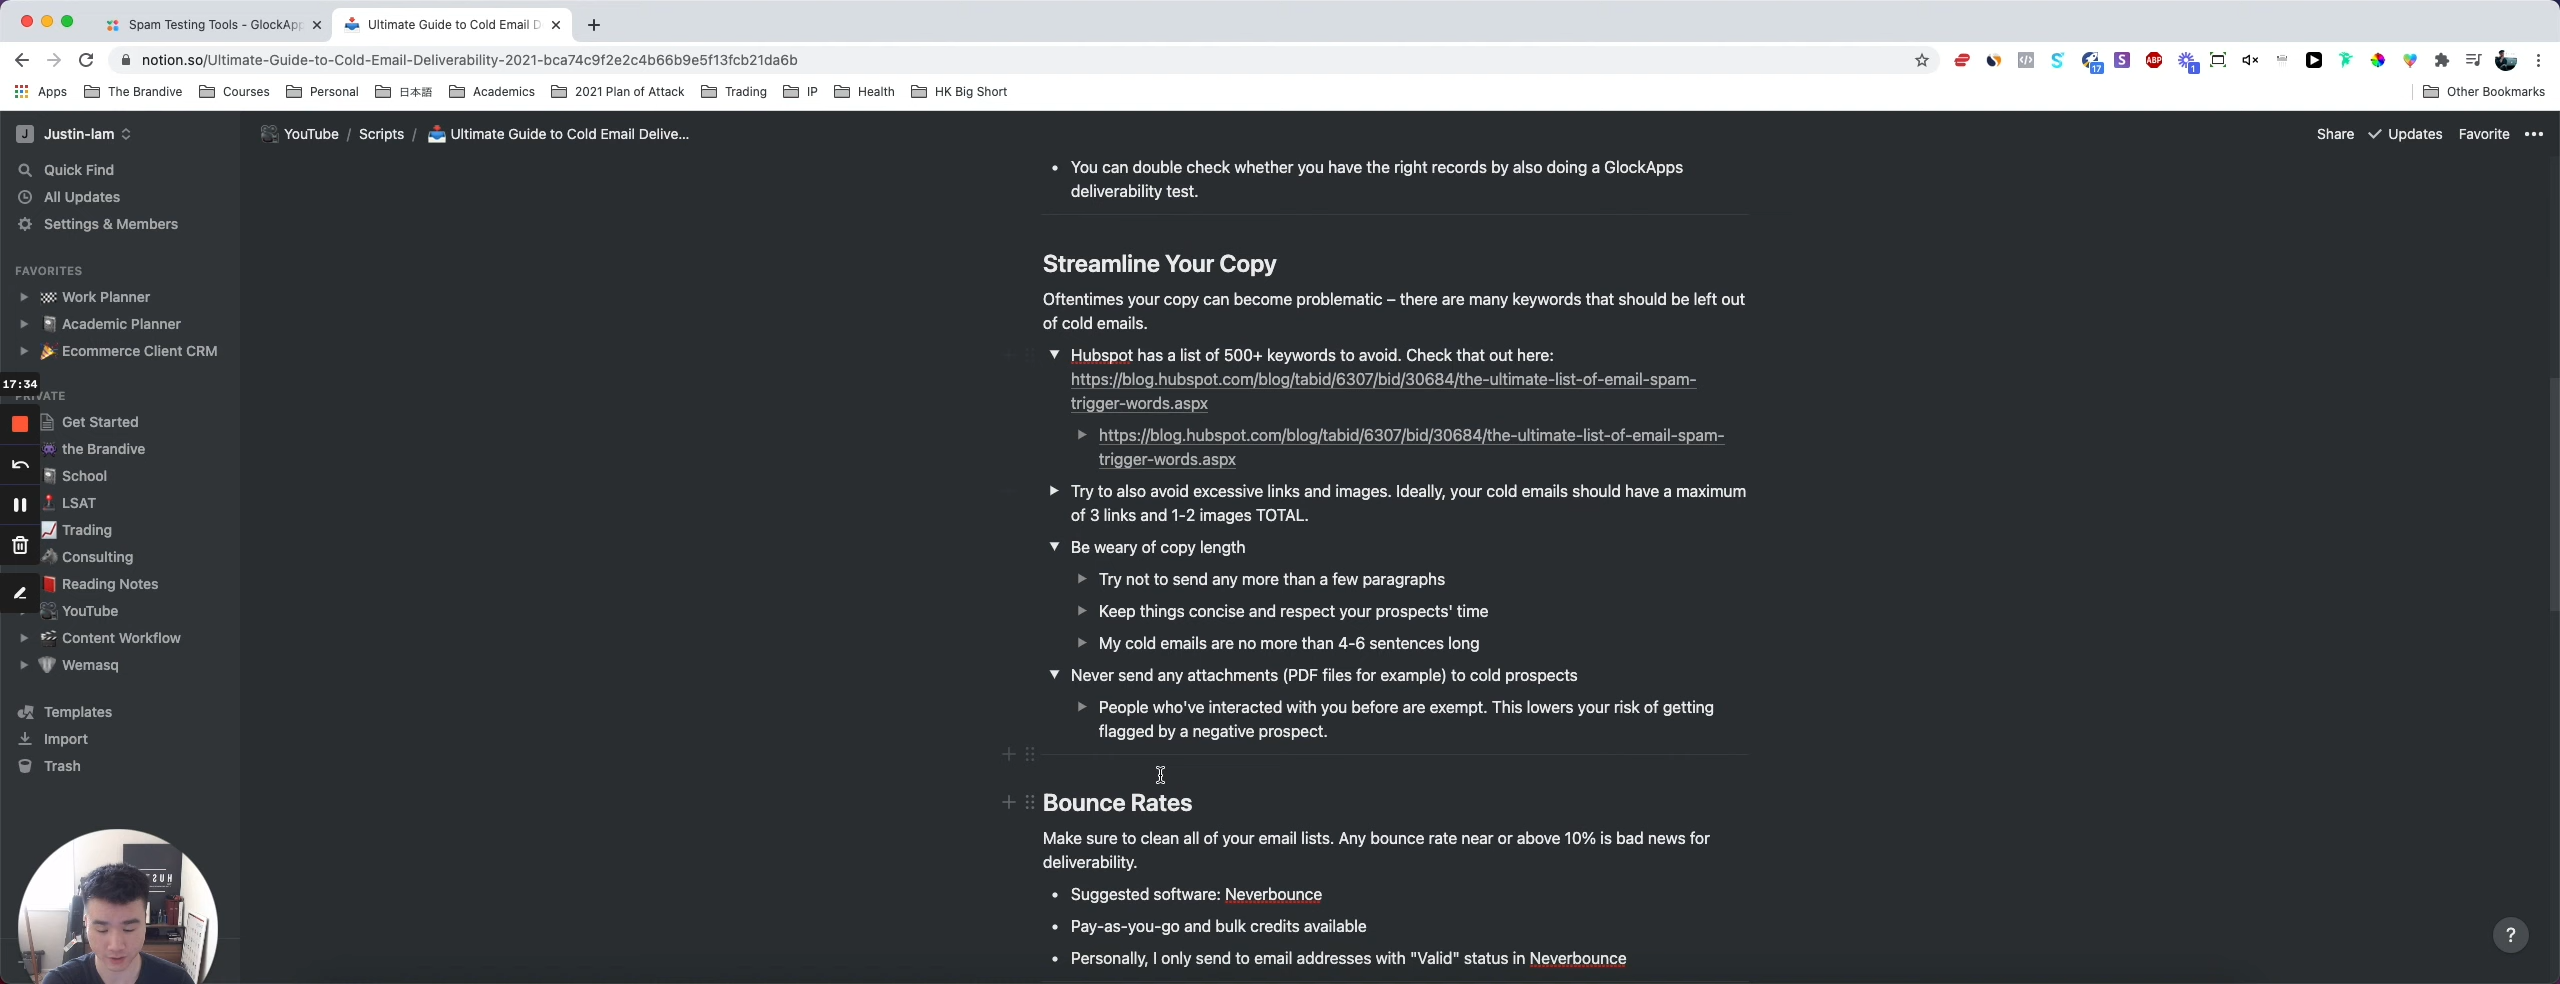 Spam Testing Tools - GlockApp
Ultimate Guide to Cold Email D
notion.so/Ultimate-Guide-to-Cold-Email-Deliverability-2021-bca74c9f2e2c4b66b9e5f13fcb21da6b
17
S
ABP
1
Apps
The Brandive
Courses
Personal
日本語
Academics
2021 Plan of Attack
Trading
IP
Health
HK Big Short
Other Bookmarks
J Justin-lam
YouTube / Scripts / Ultimate Guide to Cold Email Delive...
Share
Updates
Favorite
Quick Find
All Updates
Settings & Members
FAVORITES
Work Planner
Academic Planner
Ecommerce Client CRM
17:34
PRIVATE
Get Started
the Brandive
School
LSAT
Trading
Consulting
Reading Notes
YouTube
Content Workflow
Wemasq
Templates
Import
Trash
• You can double check whether you have the right records by also doing a GlockApps
deliverability test.
Streamline Your Copy
Oftentimes your copy can become problematic – there are many keywords that should be left out
of cold emails.
Hubspot has a list of 500+ keywords to avoid. Check that out here:
https://blog.hubspot.com/blog/tabid/6307/bid/30684/the-ultimate-list-of-email-spam-
trigger-words.aspx
https://blog.hubspot.com/blog/tabid/6307/bid/30684/the-ultimate-list-of-email-spam-
trigger-words.aspx
Try to also avoid excessive links and images. Ideally, your cold emails should have a maximum
of 3 links and 1-2 images TOTAL.
Be weary of copy length
Try not to send any more than a few paragraphs
Keep things concise and respect your prospects' time
My cold emails are no more than 4-6 sentences long
Never send any attachments (PDF files for example) to cold prospects
People who've interacted with you before are exempt. This lowers your risk of getting
flagged by a negative prospect.
Bounce Rates
Make sure to clean all of your email lists. Any bounce rate near or above 10% is bad news for
deliverability.
• Suggested software: Neverbounce
• Pay-as-you-go and bulk credits available
• Personally, I only send to email addresses with "Valid" status in Neverbounce
?